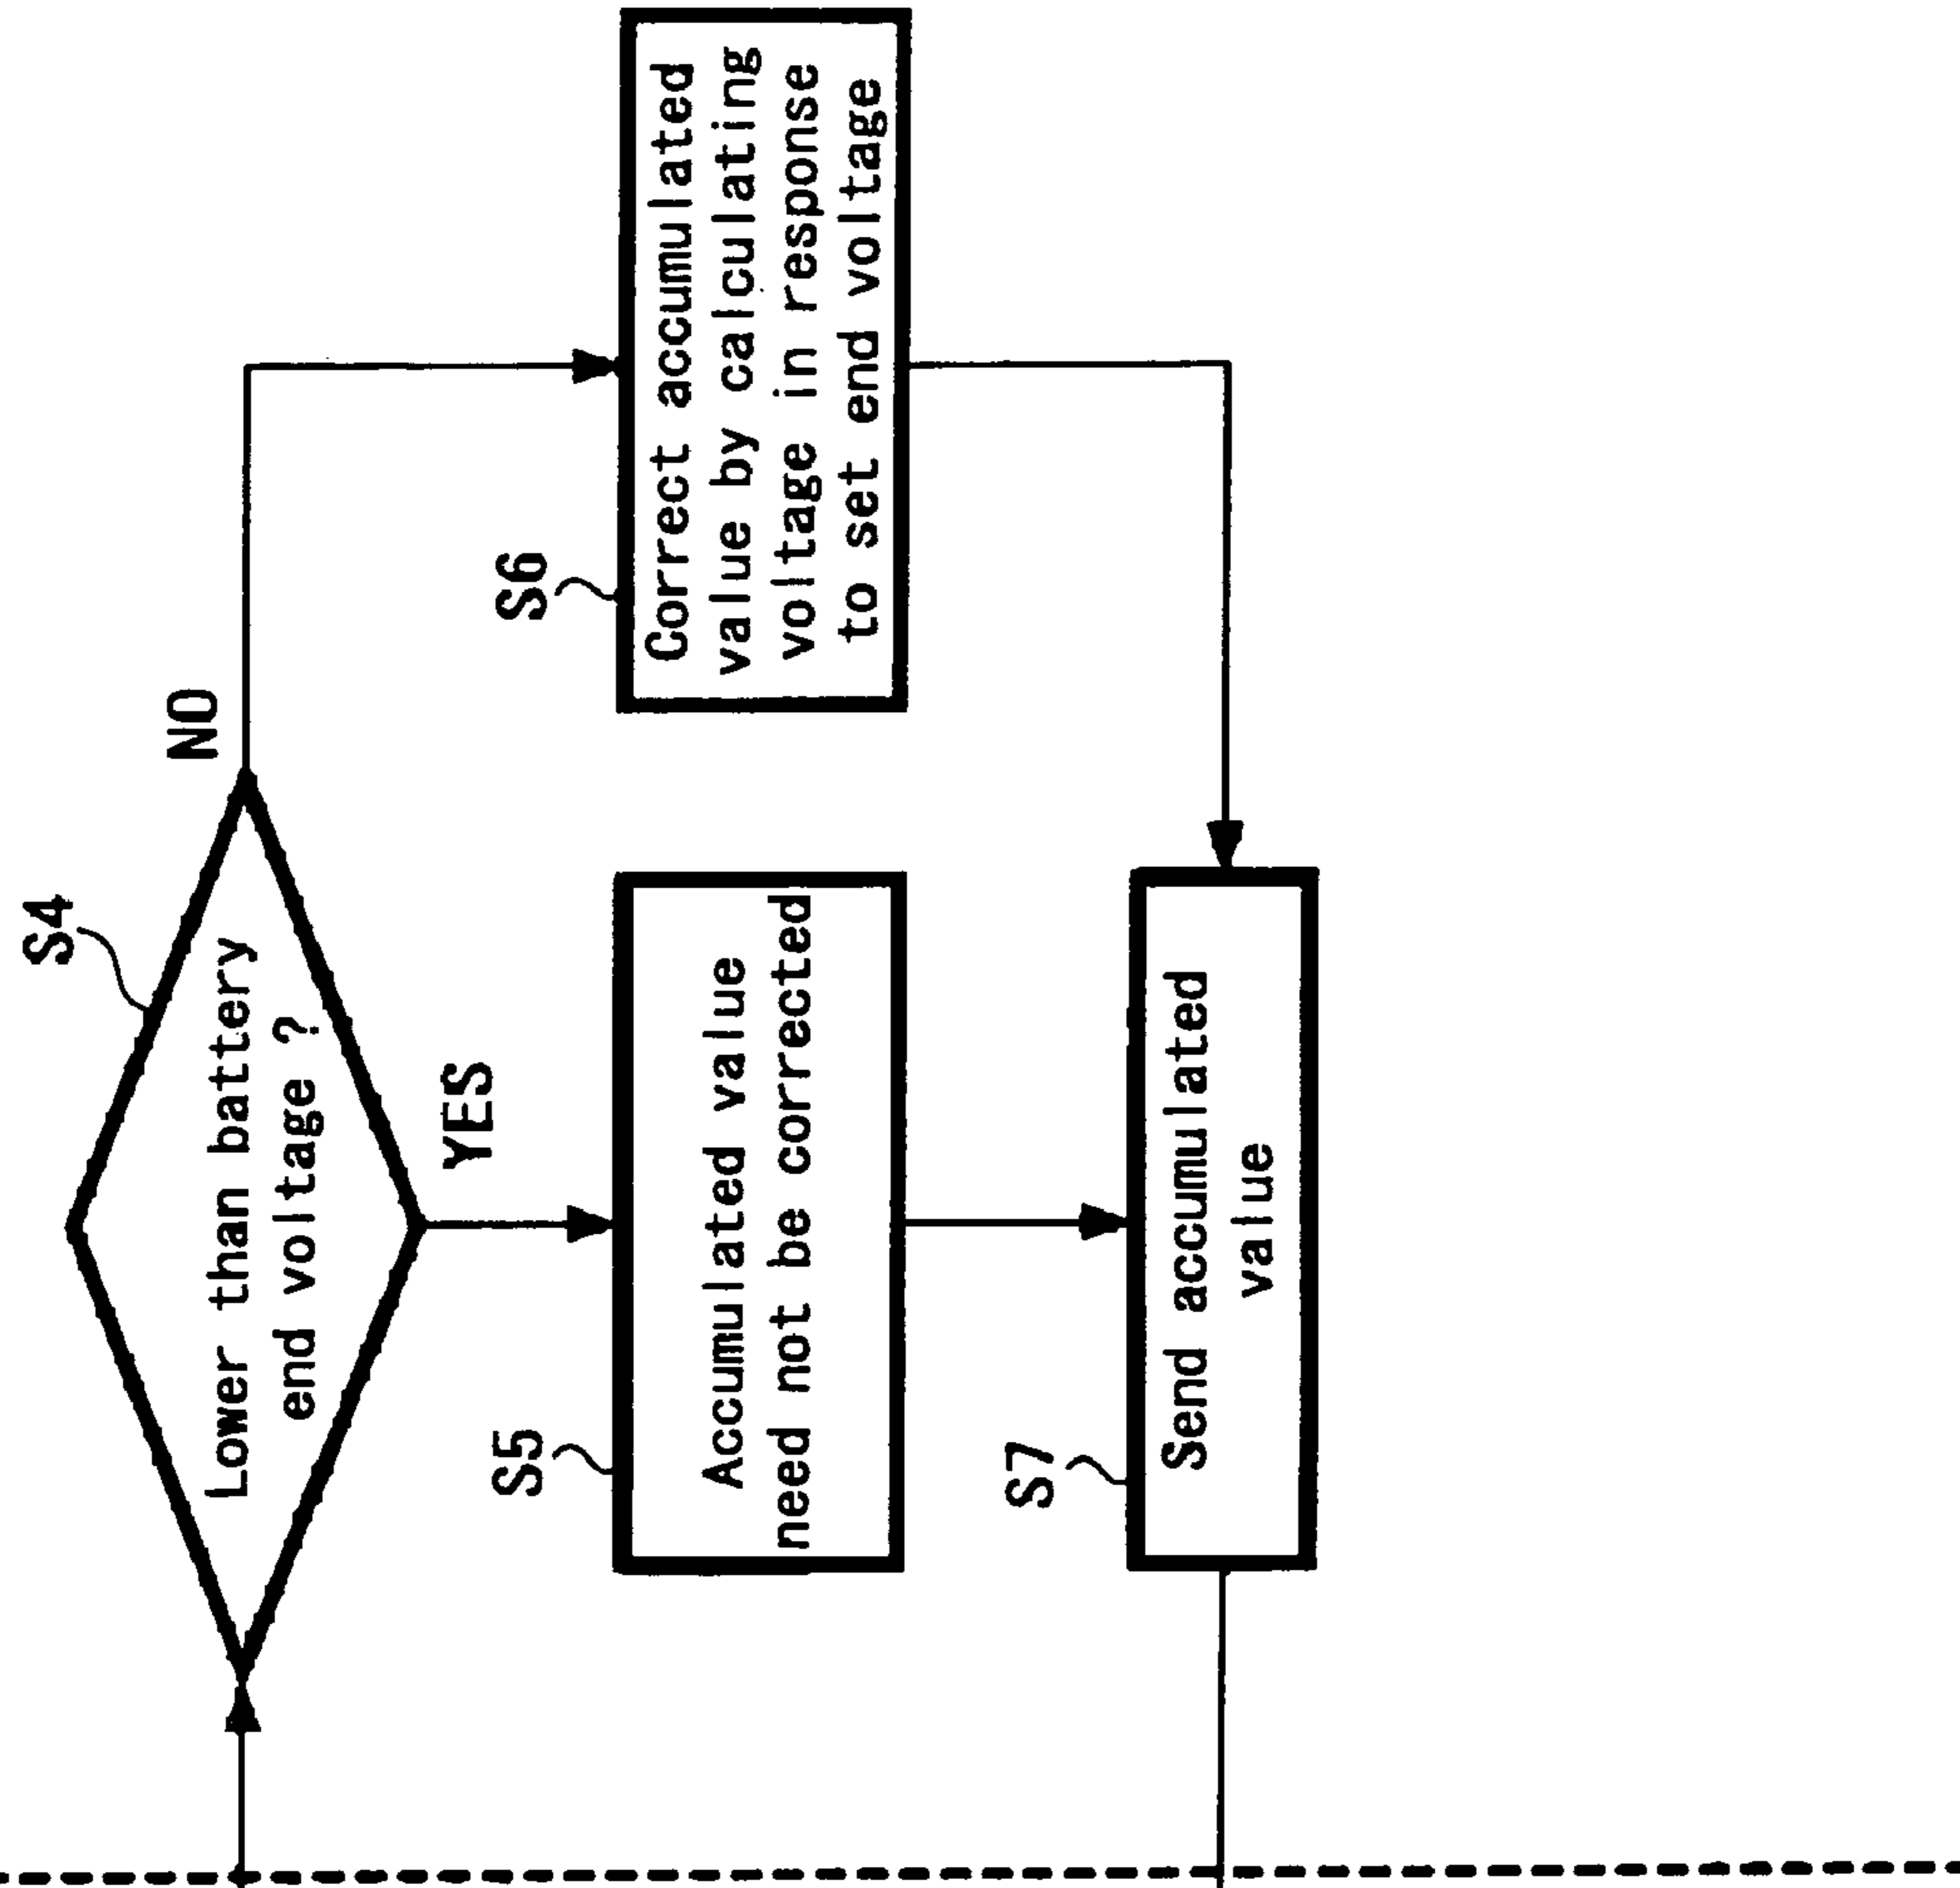 S4
Lower than battery
end voltage ?
NO
YES
S5
Accumulated value
need not be corrected
S6
Correct accumulated
value by calculating
voltage in response
to set end voltage
S7
Send accumulated
value